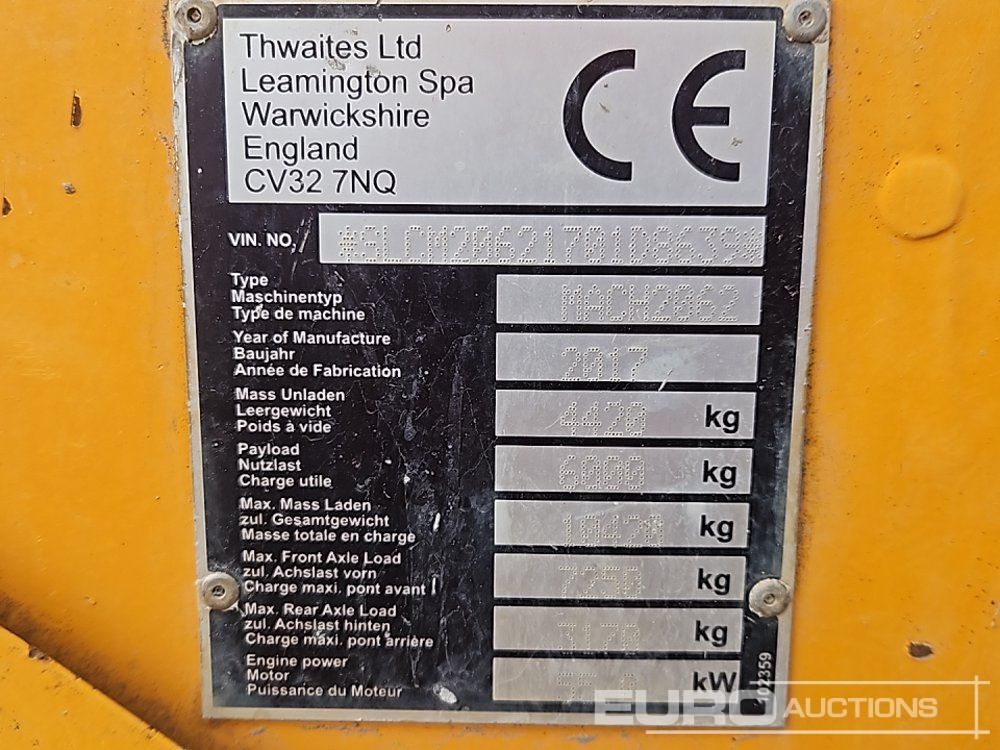 Thwaites Ltd
Leamington Spa
Warwickshire
England
CV32 7NQ
CE
VIN. NO. *SLCM20621701D8639*
Type
Maschinentyp
Type de machine
MACH2062
Year of Manufacture
Baujahr
Année de Fabrication
2017
Mass Unladen
Leergewicht
Poids à vide
4420 kg
Payload
Nutzlast
Charge utile
6000 kg
Max. Mass Laden
zul. Gesamtgewicht
Masse totale en charge
kg
Max. Front Axle Load
zul. Achslast vorn
Charge maxi. pont avant
7250 kg
Max. Rear Axle Load
zul. Achslast hinten
Charge maxi. pont arrière
kg
Engine power
Motor
Puissance du Moteur
kW
102359
EURO AUCTIONS